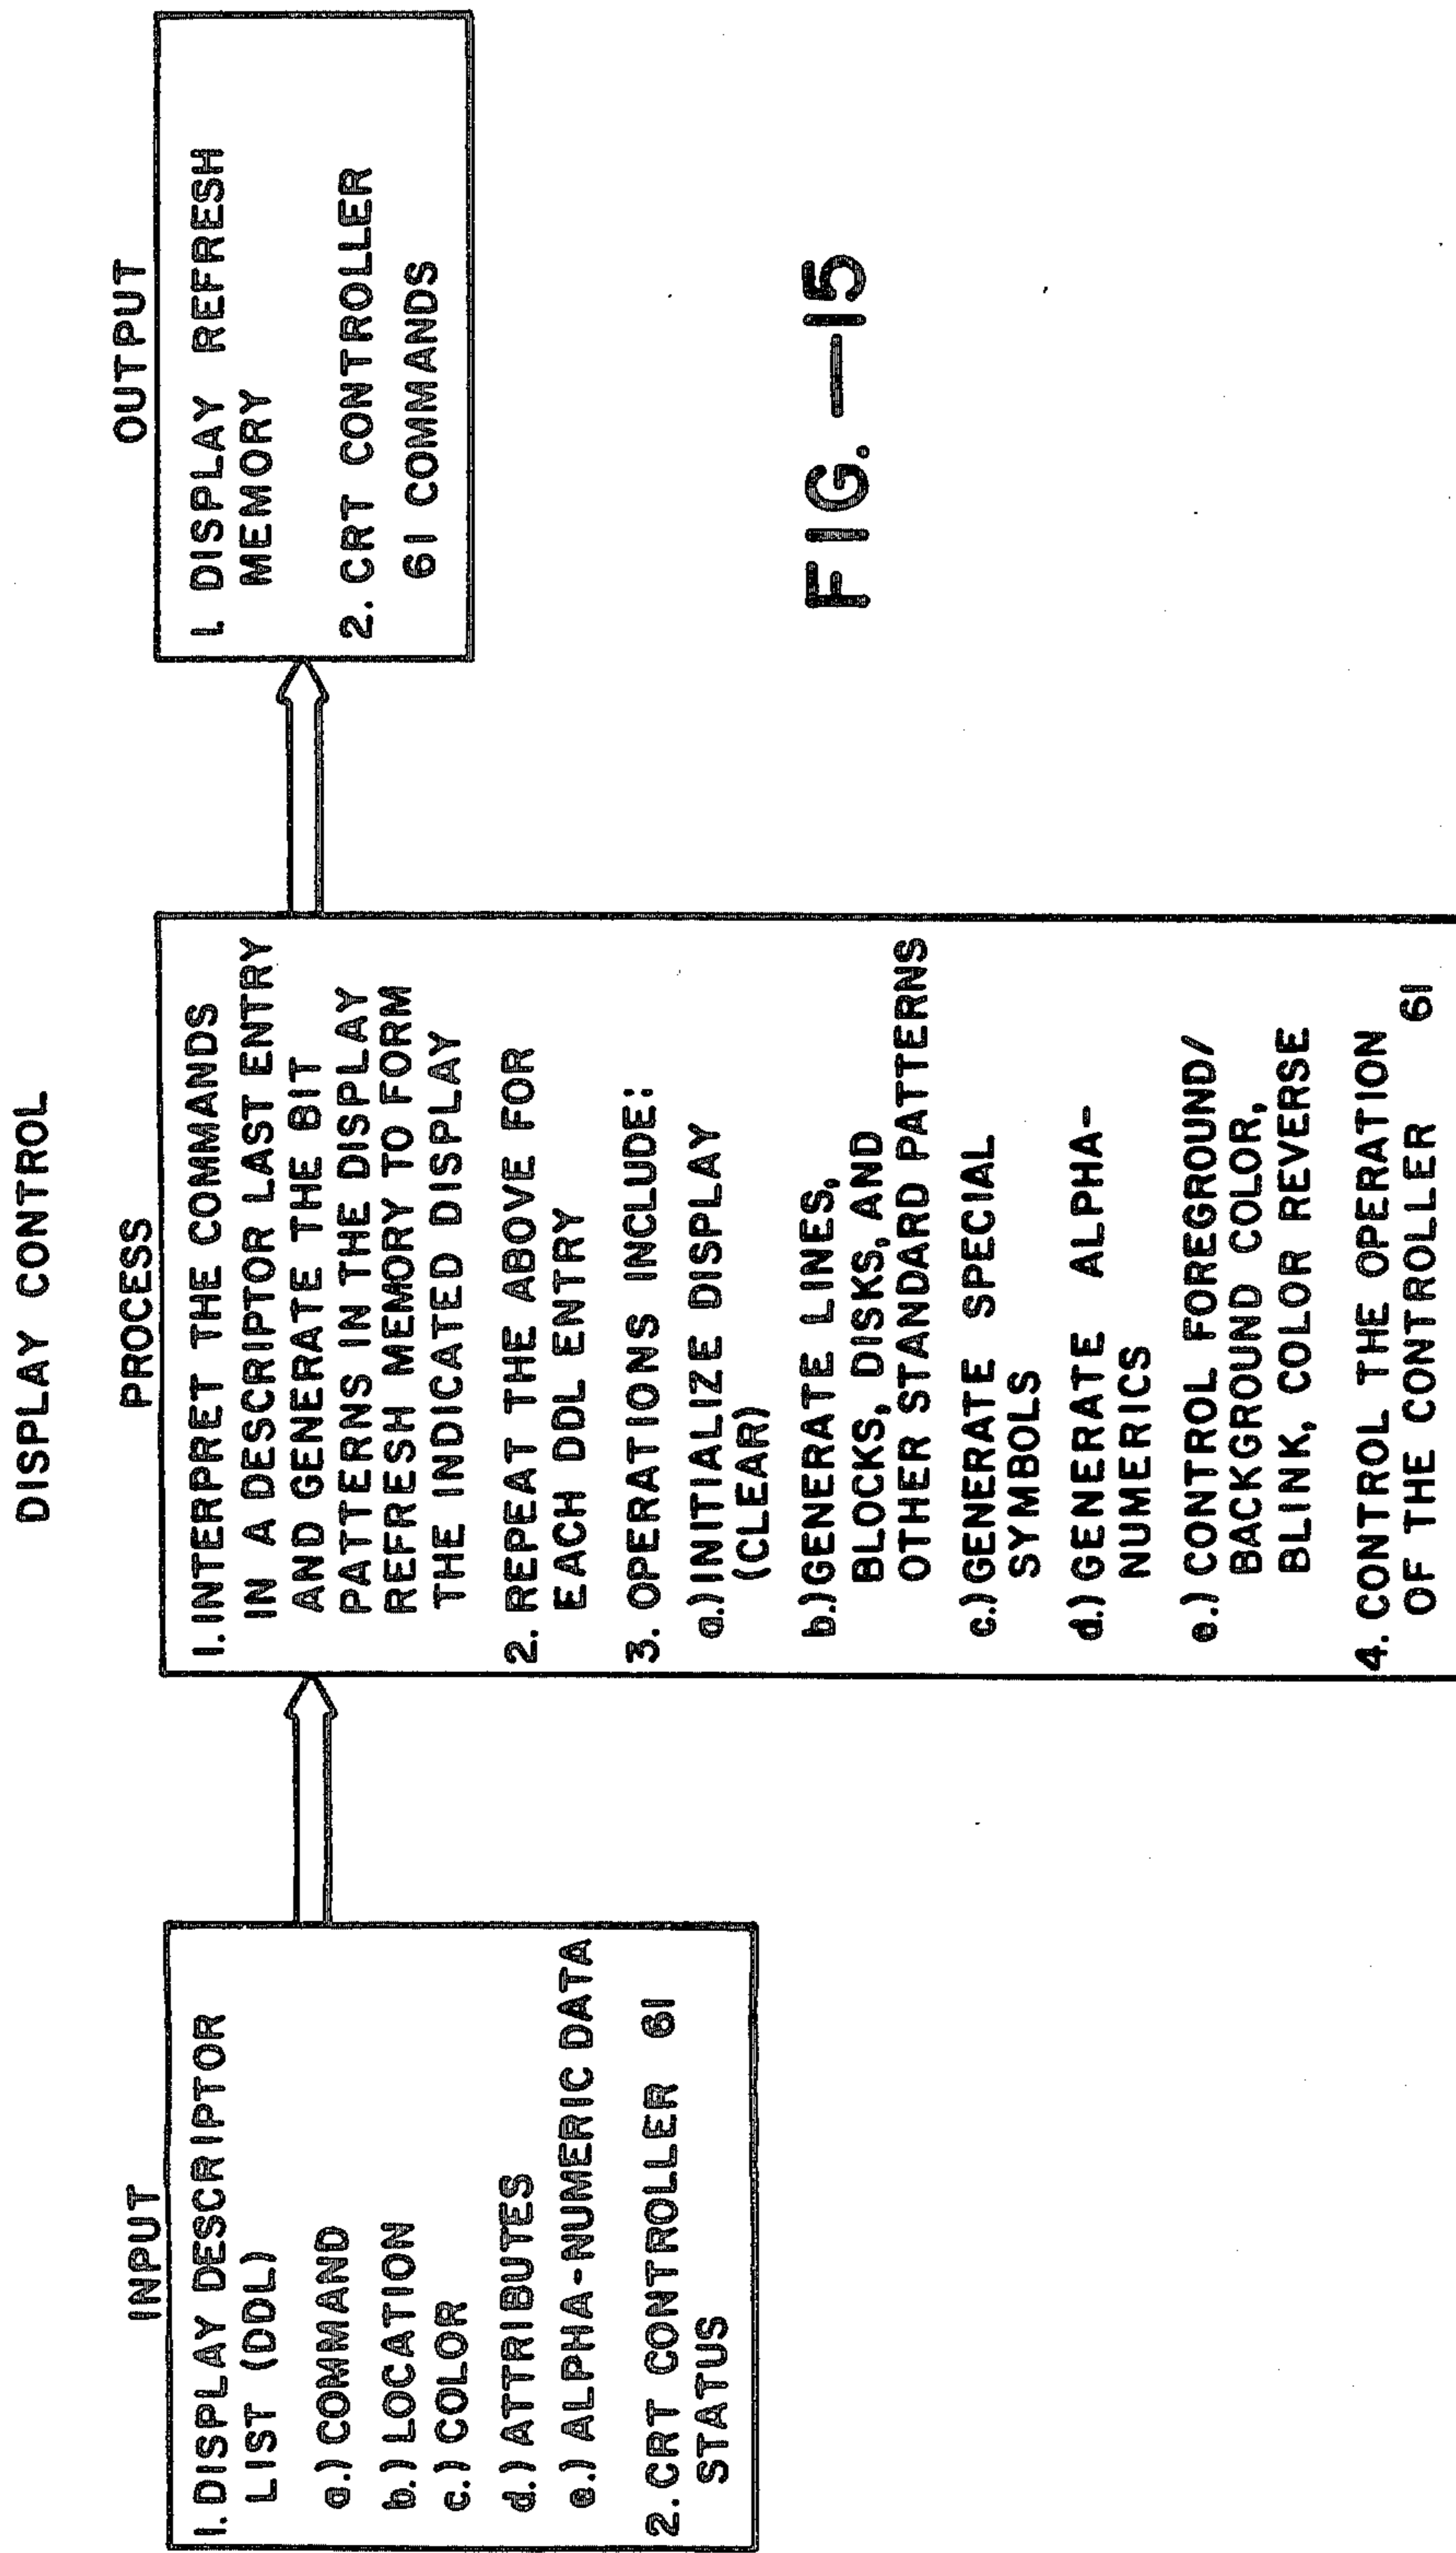 DISPLAY CONTROL
INPUT
1. DISPLAY DESCRIPTOR
LIST (DDL)
a.) COMMAND
b.) LOCATION
c.) COLOR
d.) ATTRIBUTES
e.) ALPHA-NUMERIC DATA
2. CRT CONTROLLER 61
STATUS
PROCESS
1. INTERPRET THE COMMANDS
IN A DESCRIPTOR LAST ENTRY
AND GENERATE THE BIT
PATTERNS IN THE DISPLAY
REFRESH MEMORY TO FORM
THE INDICATED DISPLAY
2. REPEAT THE ABOVE FOR
EACH DDL ENTRY
3. OPERATIONS INCLUDE:
a.) INITIALIZE DISPLAY
(CLEAR)
b.) GENERATE LINES,
BLOCKS, DISKS, AND
OTHER STANDARD PATTERNS
c.) GENERATE SPECIAL
SYMBOLS
d.) GENERATE ALPHA-
NUMERICS
e.) CONTROL FOREGROUND/
BACKGROUND COLOR,
BLINK, COLOR REVERSE
4. CONTROL THE OPERATION
OF THE CONTROLLER 61
OUTPUT
1. DISPLAY REFRESH
MEMORY
2. CRT CONTROLLER
61 COMMANDS
FIG.—15